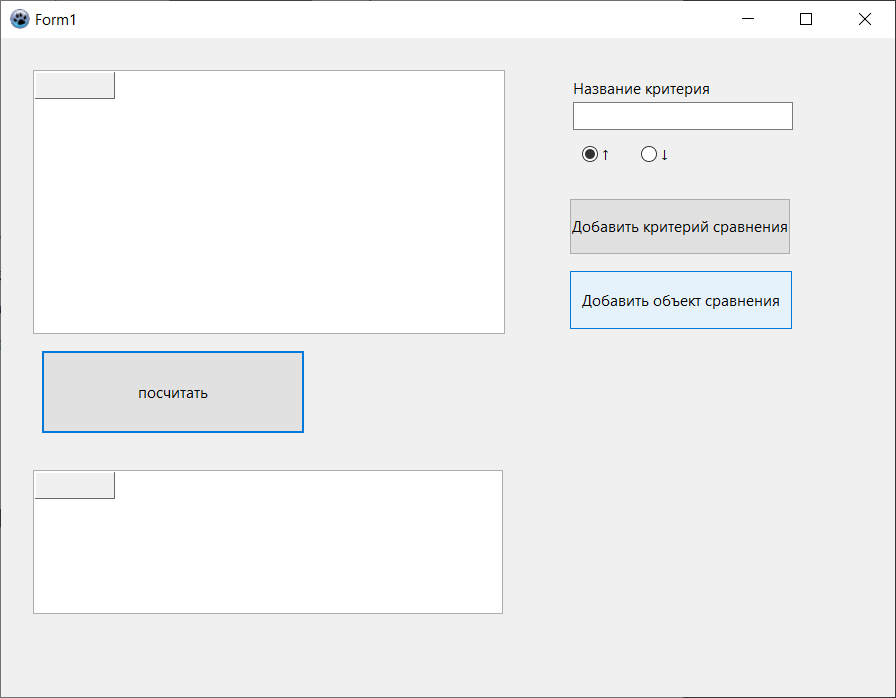 Form1
Название критерия
↑ ↓
Добавить критерий сравнения
Добавить объект сравнения
посчитать